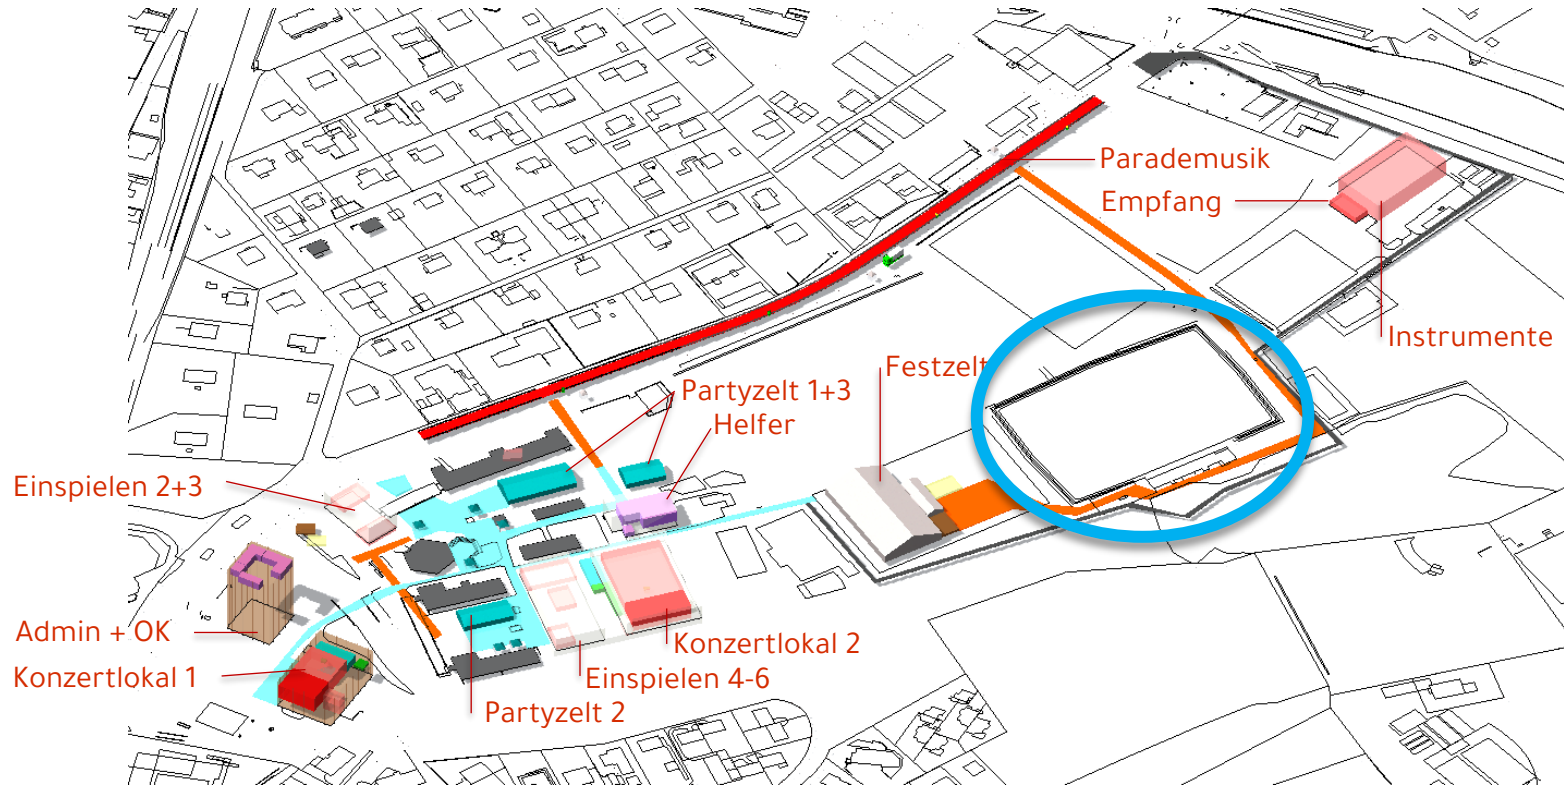 Parademusik
Empfang
Instrumente
Festzelt
Partyzelt 1+3
Helfer
Einspielen 2+3
Admin + OK
Konzertlokal 1
Konzertlokal 2
Einspielen 4-6
Partyzelt 2